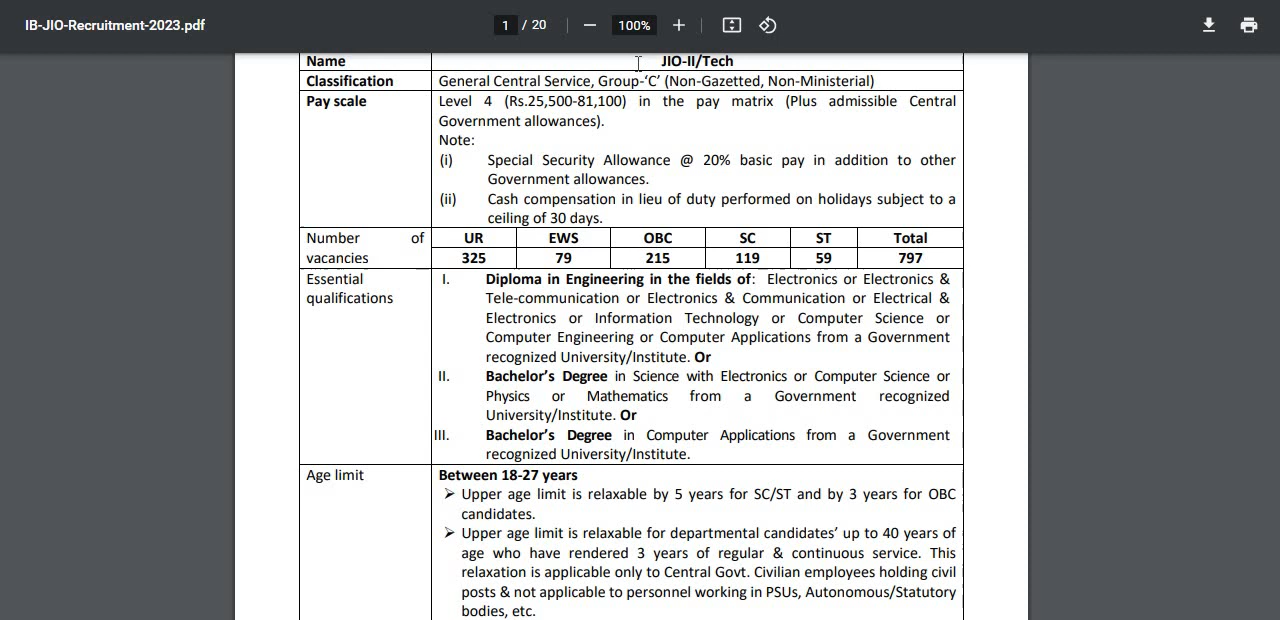 IB-JIO-Recruitment-2023.pdf
1 / 20
100%
Name JIO-II/Tech
Classification General Central Service, Group-‘C’ (Non-Gazetted, Non-Ministerial)
Pay scale Level 4 (Rs.25,500-81,100) in the pay matrix (Plus admissible Central
Government allowances).
Note:
(i) Special Security Allowance @ 20% basic pay in addition to other
Government allowances.
(ii) Cash compensation in lieu of duty performed on holidays subject to a
ceiling of 30 days.
Number of UR EWS OBC SC ST Total
vacancies 325 79 215 119 59 797
Essential I. Diploma in Engineering in the fields of: Electronics or Electronics &
qualifications Tele-communication or Electronics & Communication or Electrical &
Electronics or Information Technology or Computer Science or
Computer Engineering or Computer Applications from a Government
recognized University/Institute. Or
II. Bachelor’s Degree in Science with Electronics or Computer Science or
Physics or Mathematics from a Government recognized
University/Institute. Or
III. Bachelor’s Degree in Computer Applications from a Government
recognized University/Institute.
Age limit Between 18-27 years
➢ Upper age limit is relaxable by 5 years for SC/ST and by 3 years for OBC
candidates.
➢ Upper age limit is relaxable for departmental candidates’ up to 40 years of
age who have rendered 3 years of regular & continuous service. This
relaxation is applicable only to Central Govt. Civilian employees holding civil
posts & not applicable to personnel working in PSUs, Autonomous/Statutory
bodies, etc.